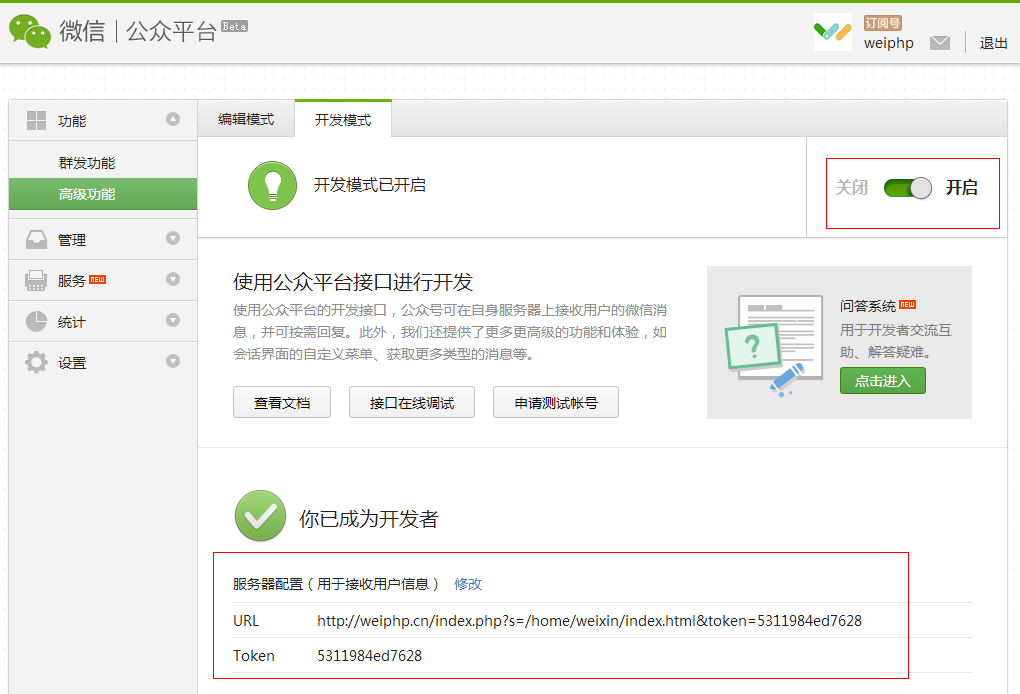 微信 | 公众平台 Beta
订阅号
weiphp
退出
功能
群发功能
高级功能
管理
服务 NEW
统计
设置
编辑模式
开发模式
开发模式已开启
关闭
开启
使用公众平台接口进行开发
使用公众平台的开发接口，公众号可在自身服务器上接收用户的微信消
息，并可按需回复。此外，我们还提供了更多更高级的功能和体验，如
会话界面的自定义菜单、获取更多类型的消息等。
查看文档
接口在线调试
申请测试帐号
?
问答系统 NEW
用于开发者交流互
助、解答疑难。
点击进入
你已成为开发者
服务器配置（用于接收用户信息） 修改
URL http://weiphp.cn/index.php?s=/home/weixin/index.html&token=5311984ed7628
Token 5311984ed7628